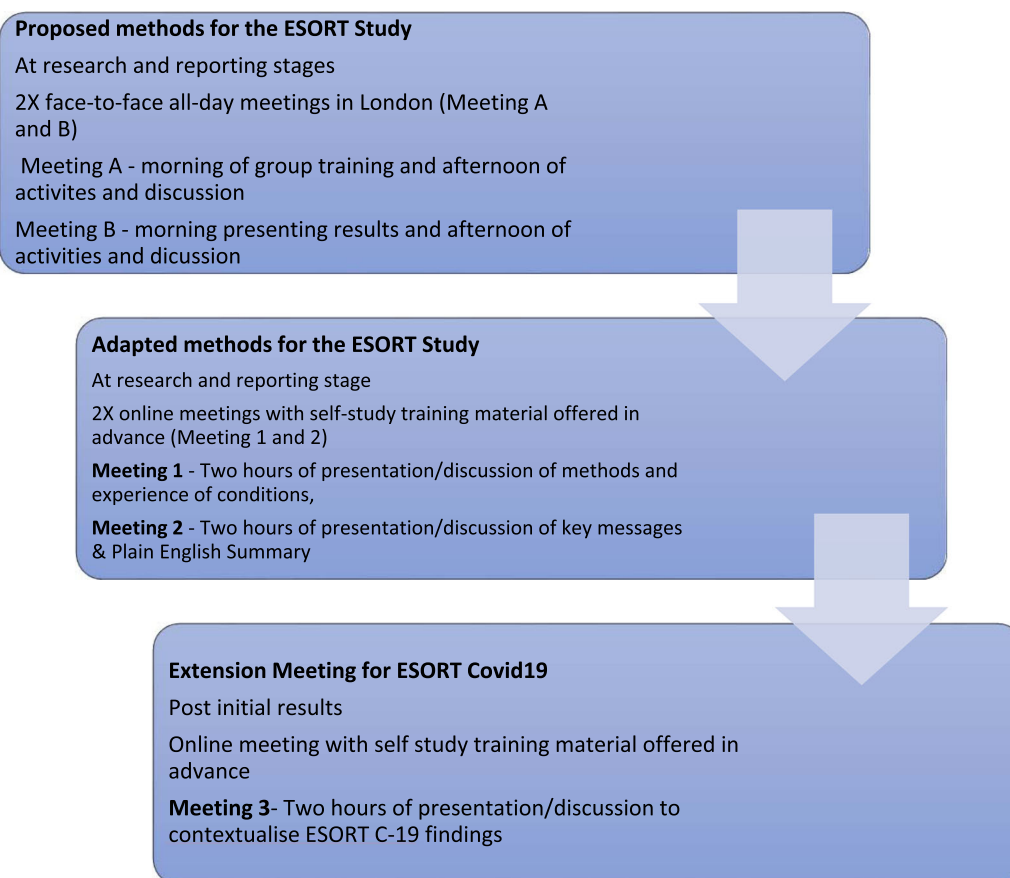 Proposed methods for the ESORT Study
At research and reporting stages
2X face-to-face all-day meetings in London (Meeting A
and B)
Meeting A - morning of group training and afternoon of
activites and discussion
Meeting B - morning presenting results and afternoon of
activities and dicussion
Adapted methods for the ESORT Study
At research and reporting stage
2X online meetings with self-study training material offered in
advance (Meeting 1 and 2)
Meeting 1 - Two hours of presentation/discussion of methods and
experience of conditions,
Meeting 2 - Two hours of presentation/discussion of key messages
& Plain English Summary
Extension Meeting for ESORT Covid19
Post initial results
Online meeting with self study training material offered in
advance
Meeting 3- Two hours of presentation/discussion to
contextualise ESORT C-19 findings